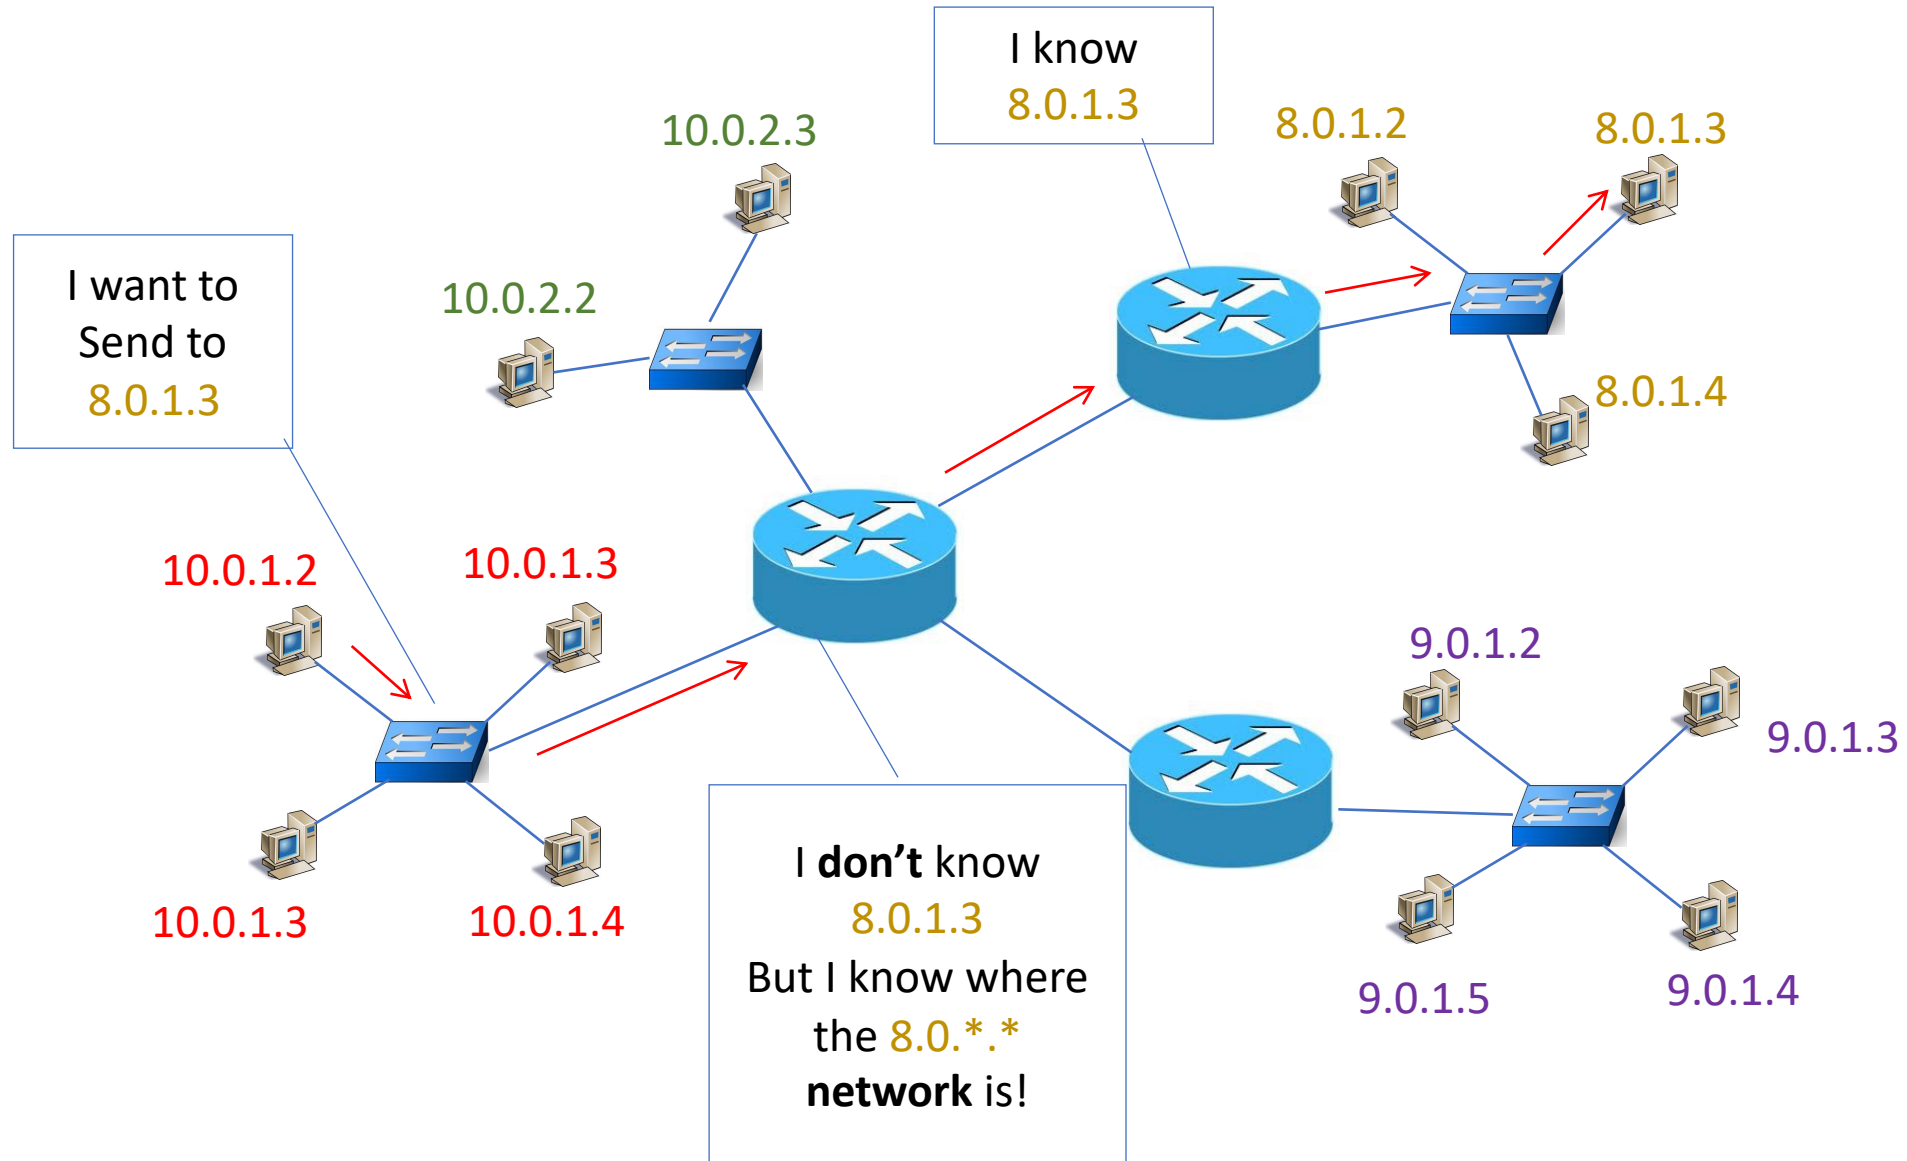 I know
8.0.1.3
10.0.2.3
8.0.1.2
8.0.1.3
I want to
Send to
8.0.1.3
10.0.2.2
8.0.1.4
10.0.1.2
10.0.1.3
9.0.1.2
9.0.1.3
10.0.1.3
10.0.1.4
I don’t know
8.0.1.3
But I know where
the 8.0.*.*
network is!
9.0.1.5
9.0.1.4